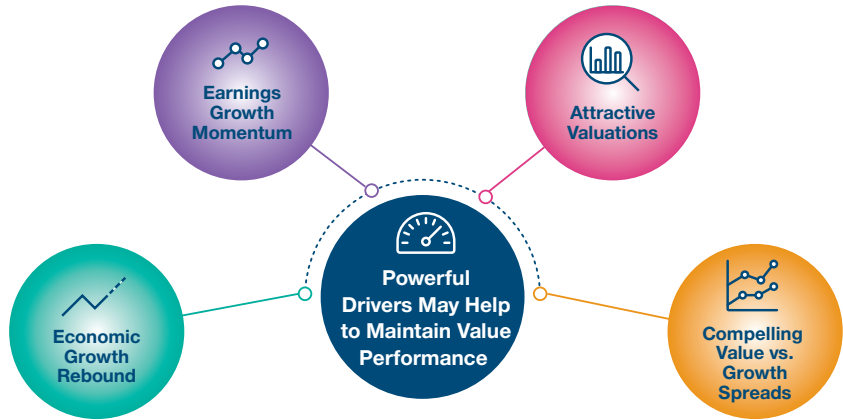 Earnings
Growth
Momentum
Attractive
Valuations
Powerful
Drivers May Help
to Maintain Value
Performance
Economic
Growth
Rebound
Compelling
Value vs.
Growth
Spreads